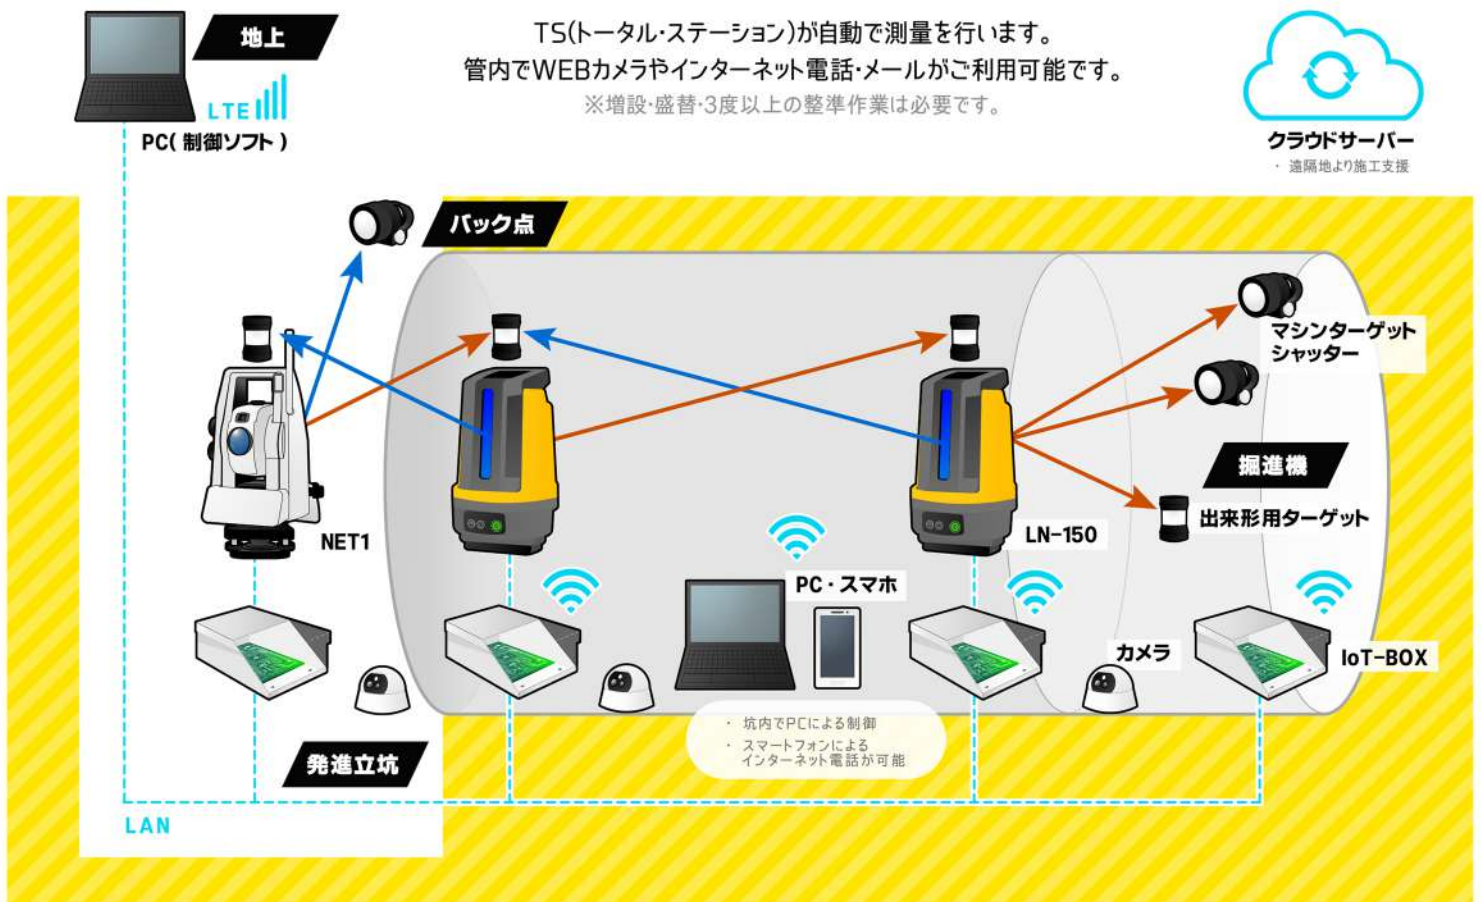 地上
TS(トータル・ステーション)が自動で測量を行います。
管内でWEBカメラやインターネット電話・メールがご利用可能です。
※増設・盛替・3度以上の整準作業は必要です。
LTE
PC(制御ソフト)
クラウドサーバー
・ 遠隔地より施工支援
バック点
マシンターゲット
シャッター
掘進機
出来形用ターゲット
NET1
LN-150
PC・スマホ
カメラ
IoT-BOX
・ 坑内でPCによる制御
・ スマートフォンによる
インターネット電話が可能
発進立坑
LAN